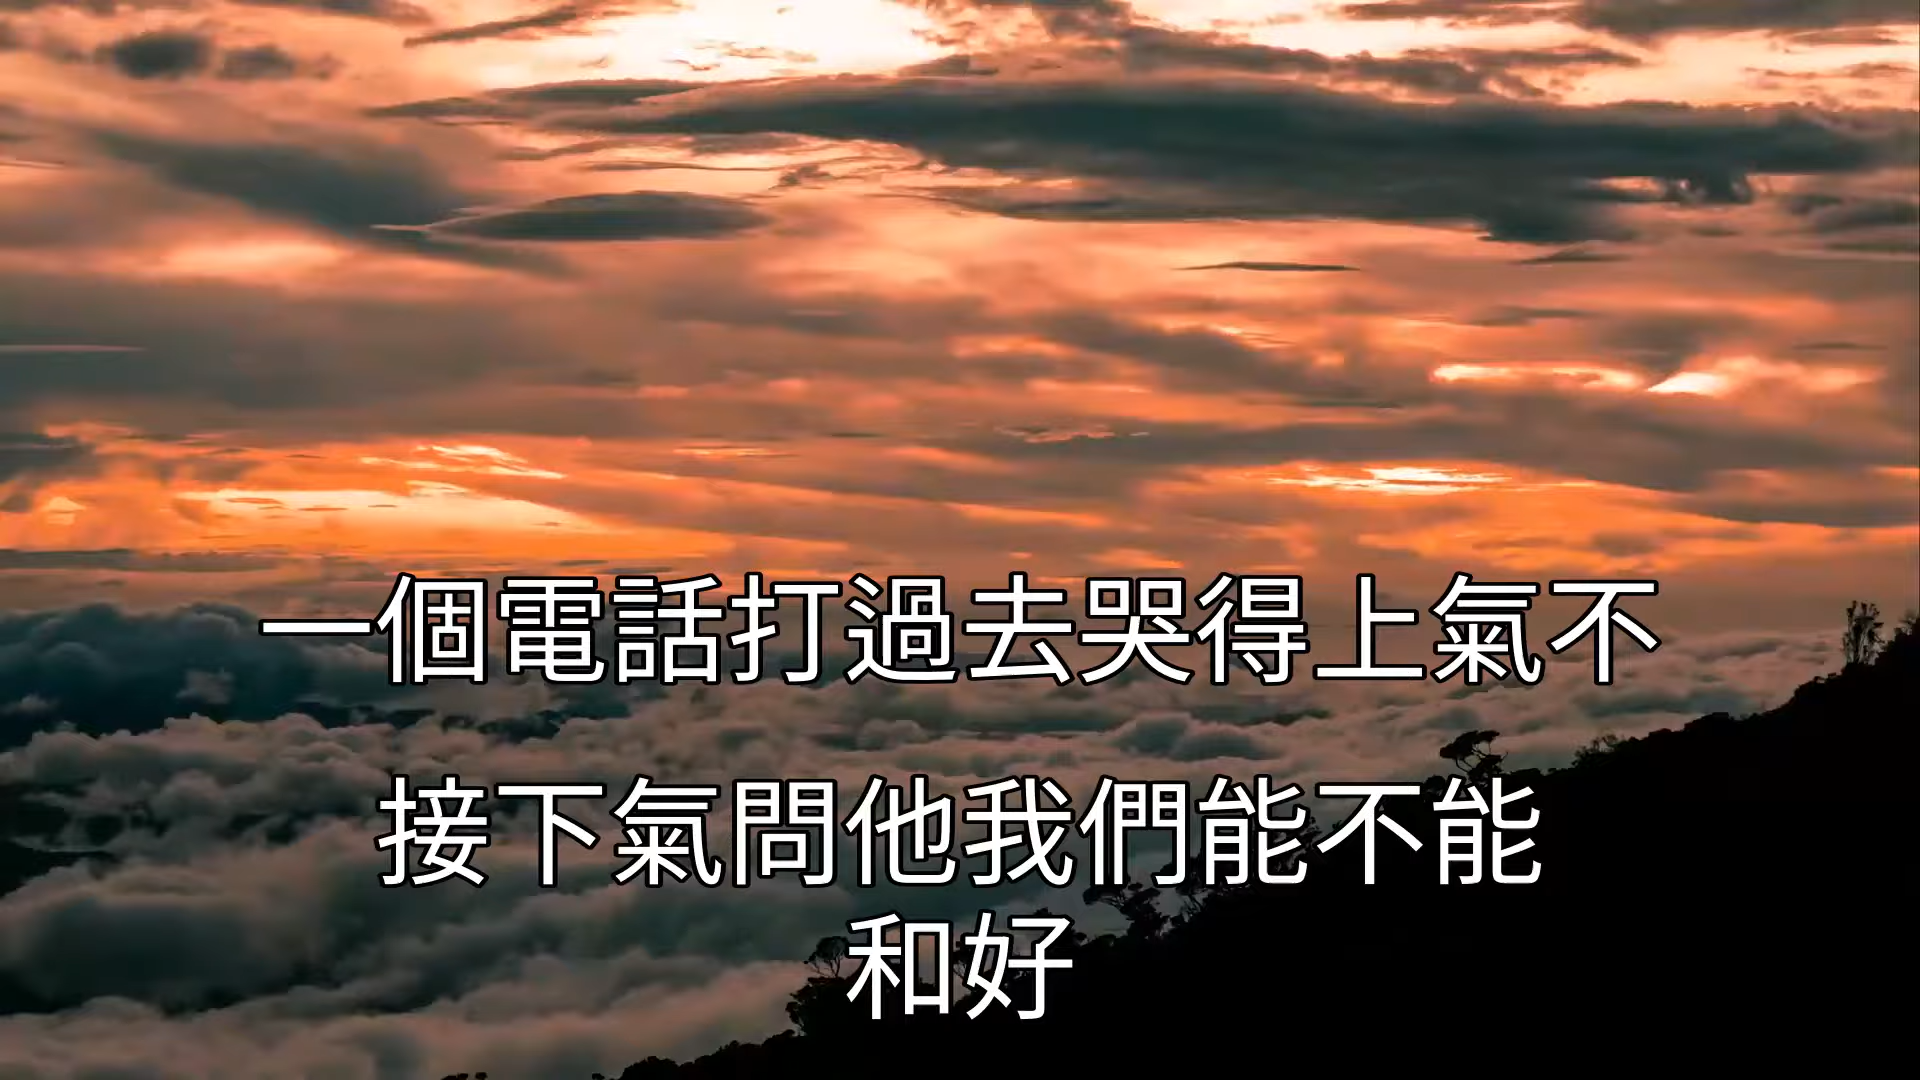 一個電話打過去哭得上氣不
接下氣問他我們能不能
和好